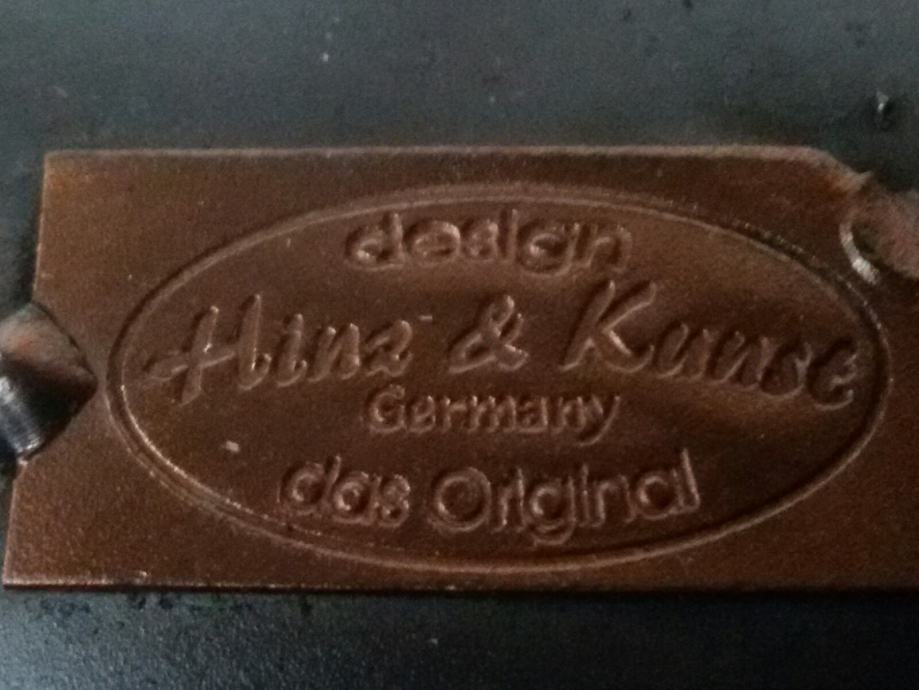 design
Hinz & Kunst
Germany
das Original